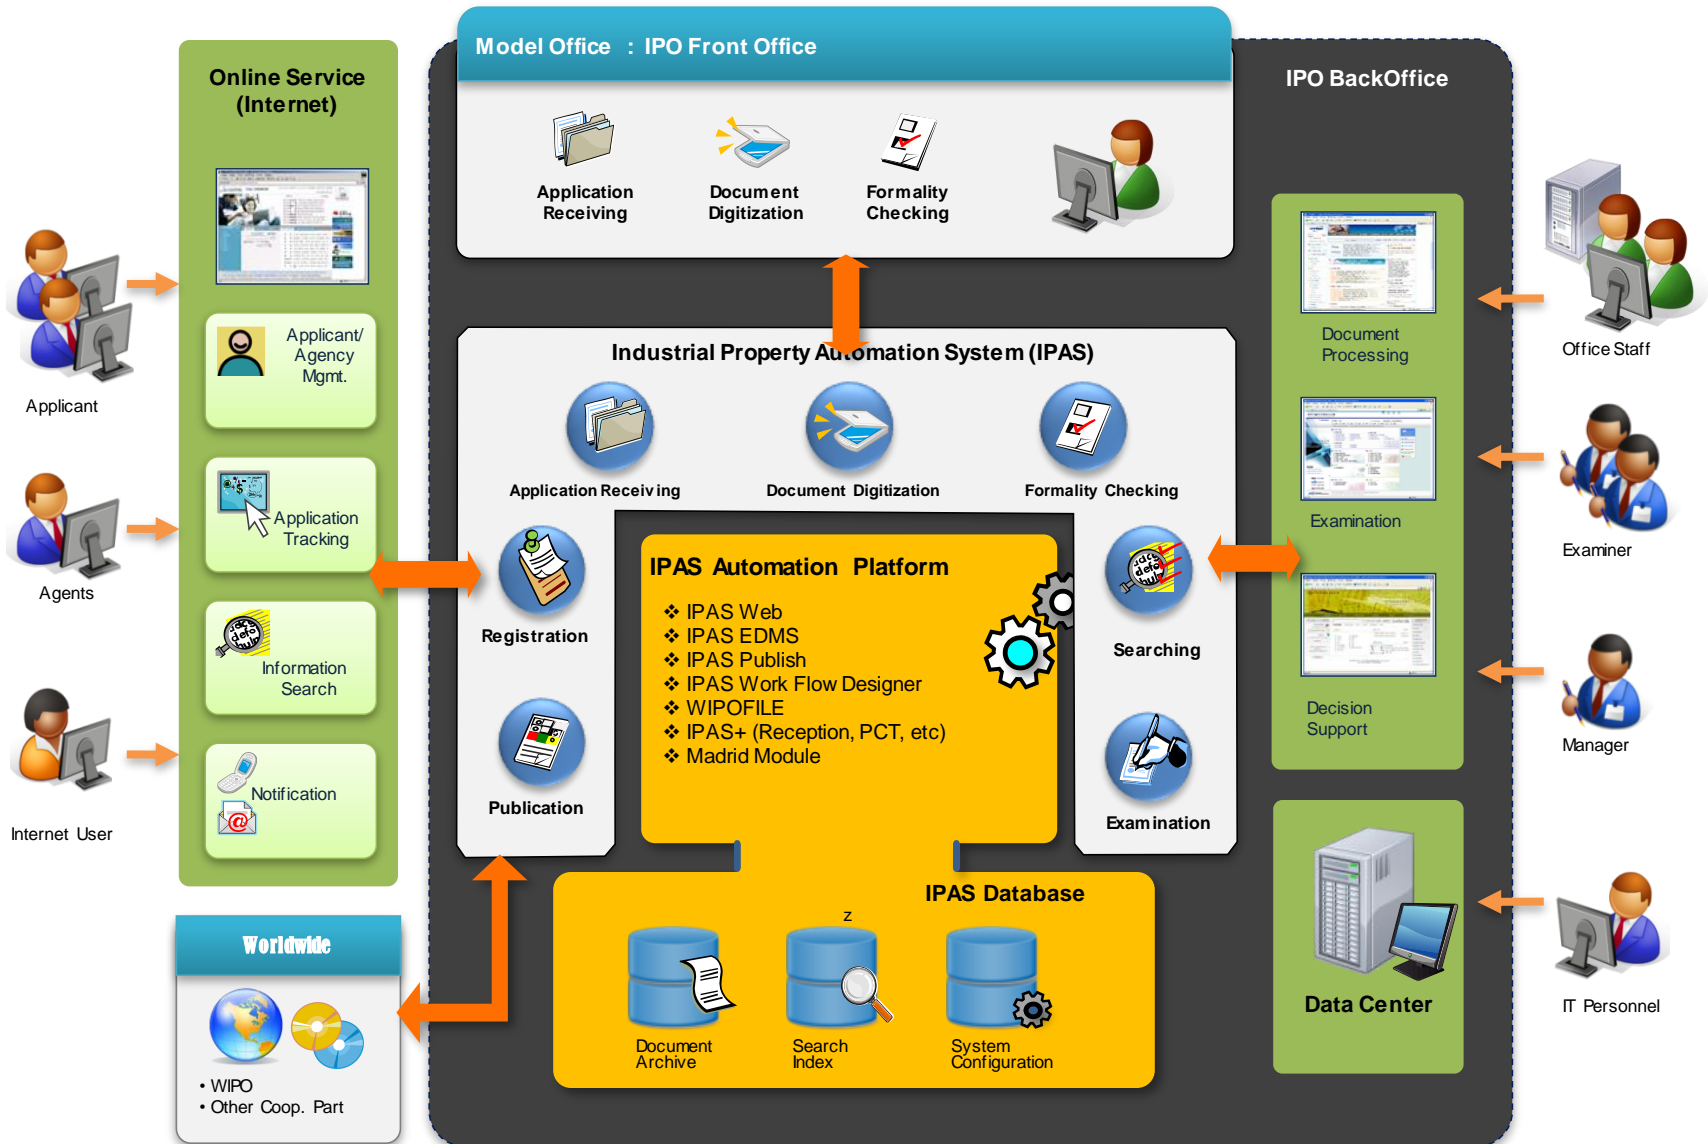 Model Office : IPO Front Office
Application
Receiving
Document
Digitization
Formality
Checking
Online Service
(Internet)
Applicant/
Agency
Mgmt.
Application
Tracking
Information
Search
Notification
Applicant
Agents
Internet User
Worldwide
• WIPO
• Other Coop. Part
Industrial Property Automation System (IPAS)
Application Receiving
Document Digitization
Formality Checking
Registration
Publication
Searching
Examination
IPAS Automation Platform
❖ IPAS Web
❖ IPAS EDMS
❖ IPAS Publish
❖ IPAS Work Flow Designer
❖ WIPOFILE
❖ IPAS+ (Reception, PCT, etc)
❖ Madrid Module
IPAS Database
z
Document
Archive
Search
Index
System
Configuration
IPO BackOffice
Document
Processing
Examination
Decision
Support
Data Center
Office Staff
Examiner
Manager
IT Personnel